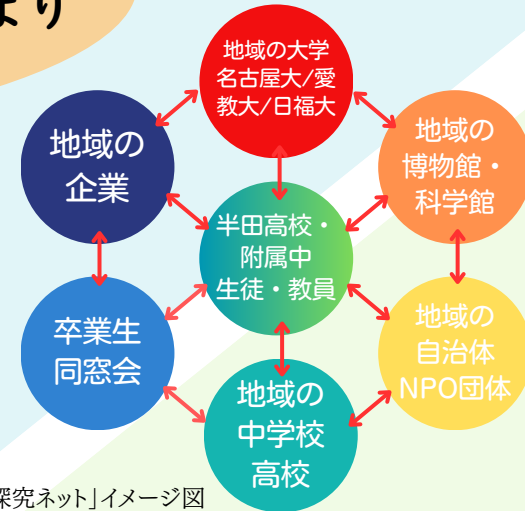 より
地域の大学
名古屋大/愛
教大/日福大
地域の
企業
地域の
博物館・
科学館
半田高校・
附属中
生徒・教員
卒業生
同窓会
地域の
自治体
NPO団体
地域の
中学校
高校
探究ネット」イメージ図